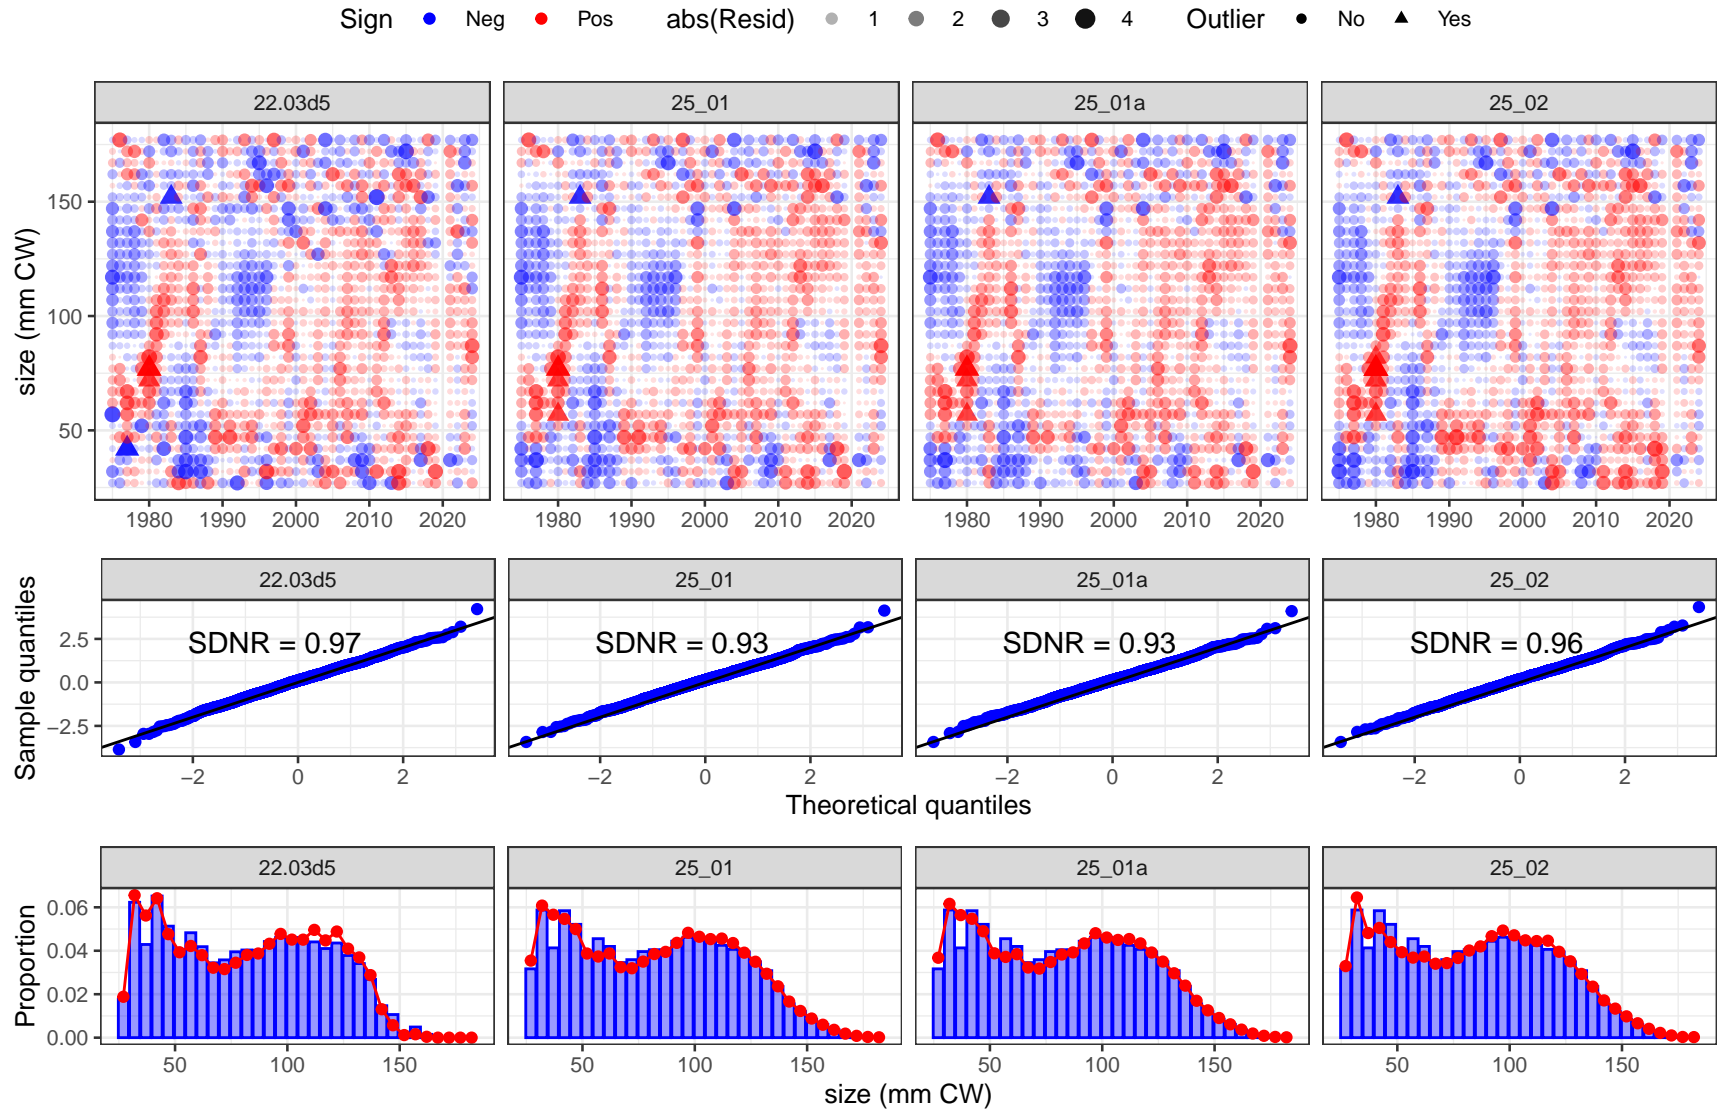 Sign Neg Pos abs(Resid) 1 2 3 4 Outlier No Yes
22.03d5 25_01 25_01a 25_02
size (mm CW)
150
100
50
1980 1990 2000 2010 2020 1980 1990 2000 2010 2020 1980 1990 2000 2010 2020 1980 1990 2000 2010 2020
22.03d5 25_01 25_01a 25_02
Sample quantiles
2.5
0.0
−2.5
SDNR = 0.97 SDNR = 0.93 SDNR = 0.93 SDNR = 0.96
−2 0 2 −2 0 2 −2 0 2 −2 0 2
Theoretical quantiles
22.03d5 25_01 25_01a 25_02
Proportion
0.06
0.04
0.02
0.00
50 100 150 50 100 150 50 100 150 50 100 150
size (mm CW)